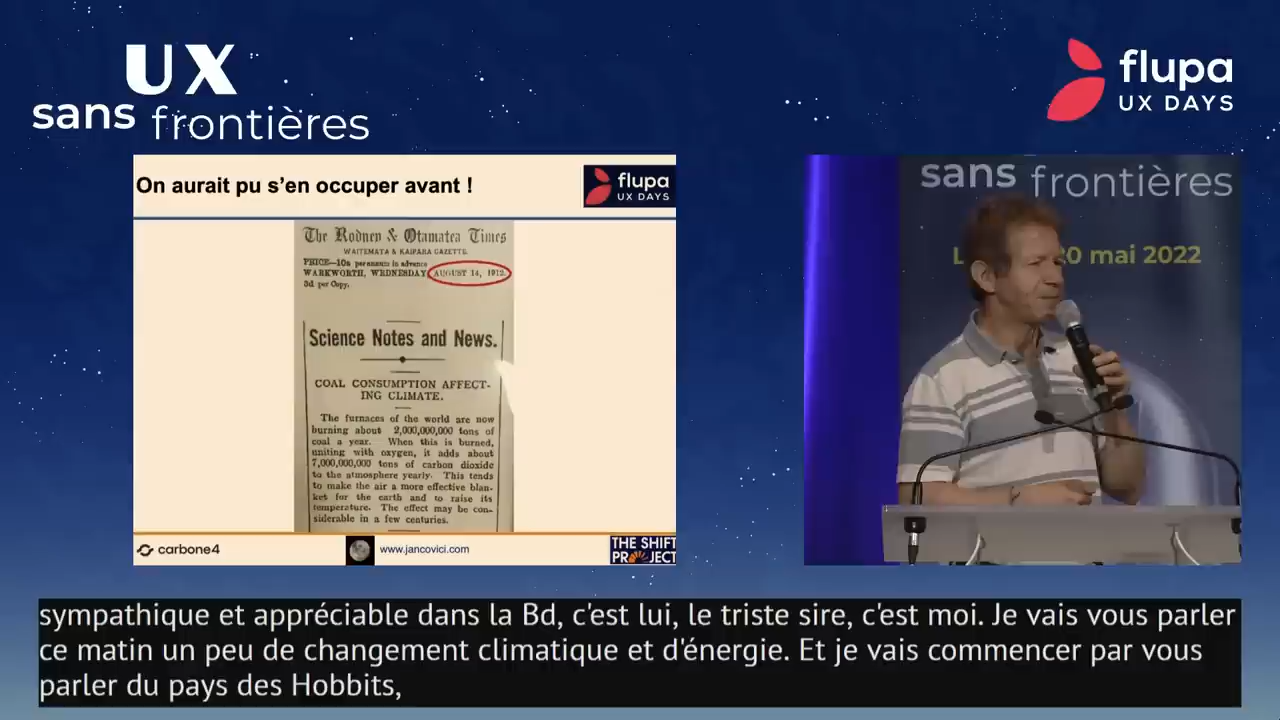 UX
sans frontières
flupa
UX DAYS
On aurait pu s'en occuper avant !
flupa
UX DAYS
The Rodney & Otamatea Times
WAITEMATA & KAIPARA GAZETTE.
PRICE—10s per annum in advance
WARKWORTH, WEDNESDAY, AUGUST 14, 1912.
3d per Copy.
Science Notes and News.
COAL CONSUMPTION AFFECT-
ING CLIMATE.
The furnaces of the world are now
burning about 2,000,000,000 tons of
coal a year. When this is burned,
uniting with oxygen, it adds about
7,000,000,000 tons of carbon dioxide
to the atmosphere yearly. This tends
to make the air a more effective blan-
ket for the earth and to raise its
temperature. The effect may be con-
siderable in a few centuries.
carbone4
www.jancovici.com
THE SHIFT
PROJECT
sans frontières
20 mai 2022
sympathique et appréciable dans la Bd, c'est lui, le triste sire, c'est moi. Je vais vous parler
ce matin un peu de changement climatique et d'énergie. Et je vais commencer par vous
parler du pays des Hobbits,